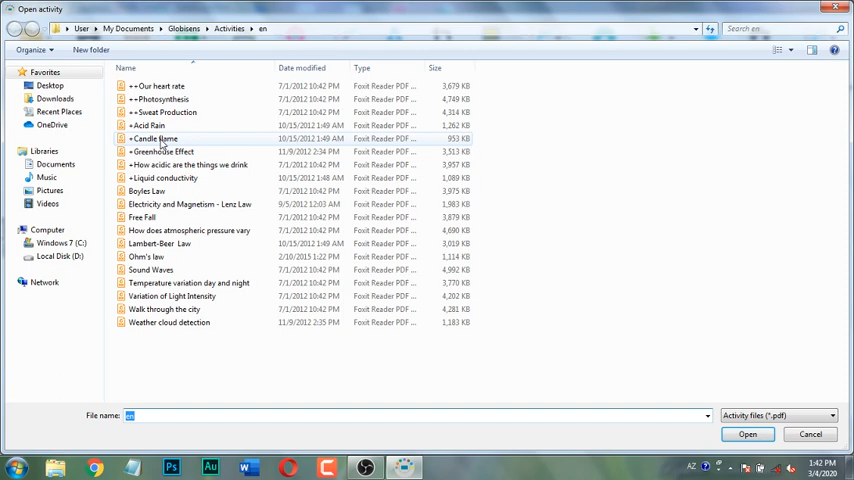 Open activity
User ▸ My Documents ▸ Globisens ▸ Activities ▸ en
Search en
Organize
New folder
Favorites
Desktop
Downloads
Recent Places
OneDrive
Libraries
Documents
Music
Pictures
Videos
Computer
Windows 7 (C:)
Local Disk (D:)
Network
Name Date modified Type Size
++Our heart rate 7/1/2012 10:42 PM Foxit Reader PDF ... 3,679 KB
++Photosynthesis 7/1/2012 10:42 PM Foxit Reader PDF ... 4,749 KB
++Sweat Production 7/1/2012 10:42 PM Foxit Reader PDF ... 4,314 KB
+Acid Rain 10/15/2012 1:49 AM Foxit Reader PDF ... 1,262 KB
+Candle flame 10/15/2012 1:49 AM Foxit Reader PDF ... 953 KB
+Greenhouse Effect 11/9/2012 2:34 PM Foxit Reader PDF ... 3,513 KB
+How acidic are the things we drink 7/1/2012 10:42 PM Foxit Reader PDF ... 3,957 KB
+Liquid conductivity 10/15/2012 1:48 AM Foxit Reader PDF ... 1,089 KB
Boyles Law 7/1/2012 10:42 PM Foxit Reader PDF ... 3,975 KB
Electricity and Magnetism - Lenz Law 9/5/2012 12:03 AM Foxit Reader PDF ... 1,983 KB
Free Fall 7/1/2012 10:42 PM Foxit Reader PDF ... 3,879 KB
How does atmospheric pressure vary 7/1/2012 10:42 PM Foxit Reader PDF ... 4,690 KB
Lambert-Beer Law 10/15/2012 1:49 AM Foxit Reader PDF ... 3,019 KB
Ohm's law 2/10/2015 1:22 PM Foxit Reader PDF ... 1,114 KB
Sound Waves 7/1/2012 10:42 PM Foxit Reader PDF ... 4,992 KB
Temperature variation day and night 7/1/2012 10:42 PM Foxit Reader PDF ... 3,770 KB
Variation of Light Intensity 7/1/2012 10:42 PM Foxit Reader PDF ... 4,202 KB
Walk through the city 7/1/2012 10:42 PM Foxit Reader PDF ... 4,281 KB
Weather cloud detection 11/9/2012 2:35 PM Foxit Reader PDF ... 1,183 KB
File name: en
Activity files (*.pdf)
Open
Cancel
Ps
Au
W
AZ
1:42 PM
3/4/2020